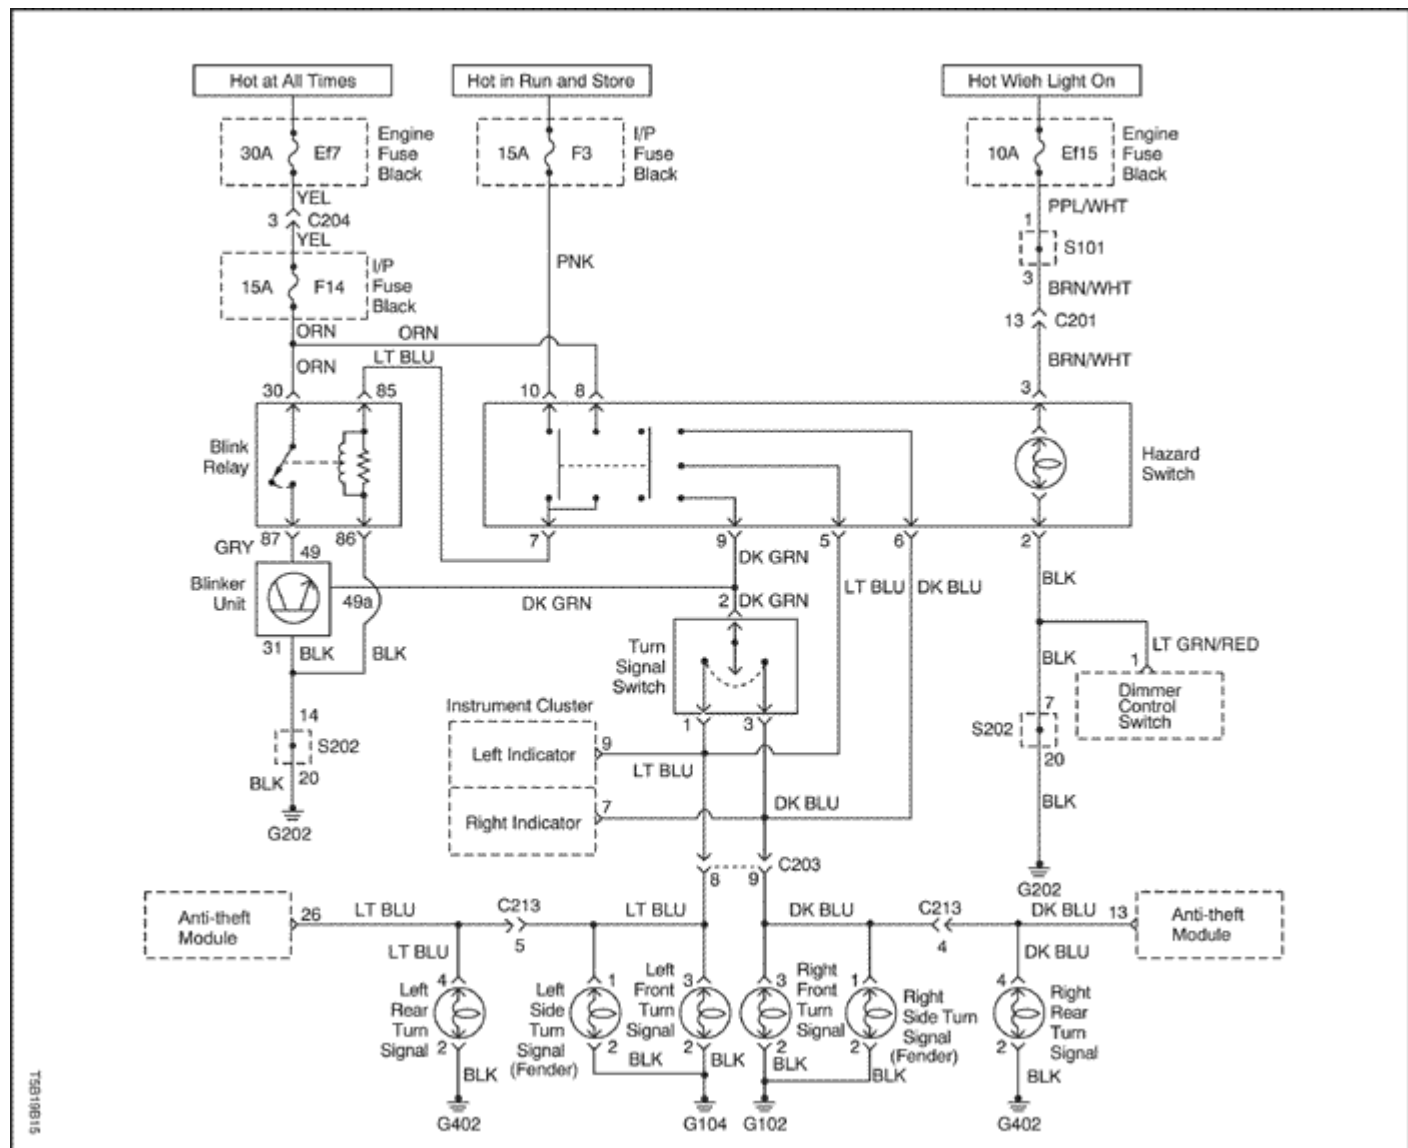 Hot at All Times
Hot in Run and Store
Hot Wieh Light On
30A Ef7
Engine
Fuse
Black
15A F3
I/P
Fuse
Black
10A Ef15
Engine
Fuse
Black
YEL
3 C204
YEL
PPL/WHT
1
S101
3
BRN/WHT
13 C201
BRN/WHT
15A F14
I/P
Fuse
Black
PNK
ORN
ORN
LT BLU
ORN
30
85
10
8
3
Blink
Relay
Hazard
Switch
87
86
7
9
5
6
2
GRY
49
DK GRN
LT BLU
DK BLU
BLK
Blinker
Unit
49a
DK GRN
2
DK GRN
31
BLK
BLK
Turn
Signal
Switch
BLK
LT GRN/RED
1
Dimmer
Control
Switch
Instrument Cluster
1
3
14
S202
20
BLK
G202
Left Indicator
9
LT BLU
7
S202
20
BLK
Right Indicator
7
DK BLU
C203
8
9
G202
Anti-theft
Module
26
LT BLU
C213
5
LT BLU
DK BLU
C213
4
DK BLU
13
Anti-theft
Module
LT BLU
DK BLU
4
Left
Rear
Turn
Signal
2
BLK
G402
1
Left
Side
Turn
Signal
(Fender)
2
BLK
3
Left
Front
Turn
Signal
2
BLK
G104
3
Right
Front
Turn
Signal
2
BLK
G102
1
Right
Side Turn
Signal
(Fender)
2
BLK
4
Right
Rear
Turn
Signal
2
BLK
G402
T5B19B15